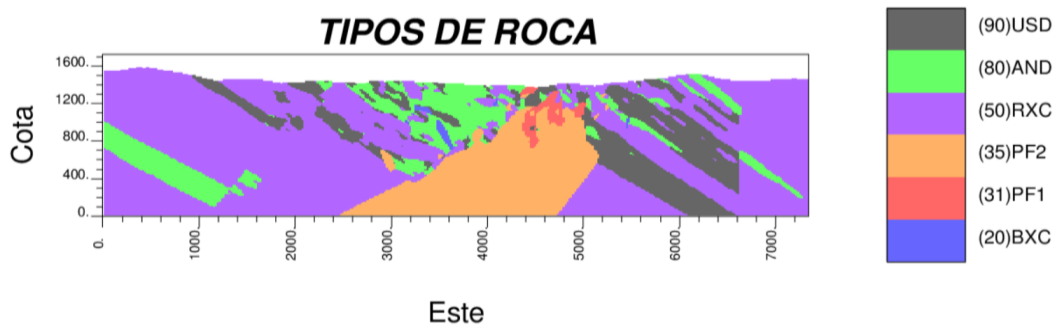 TIPOS DE ROCA
Cota
1600.
1200.
800.
400.
0.
0.
1000.
2000.
3000.
4000.
5000.
6000.
7000.
Este
(90)USD
(80)AND
(50)RXC
(35)PF2
(31)PF1
(20)BXC